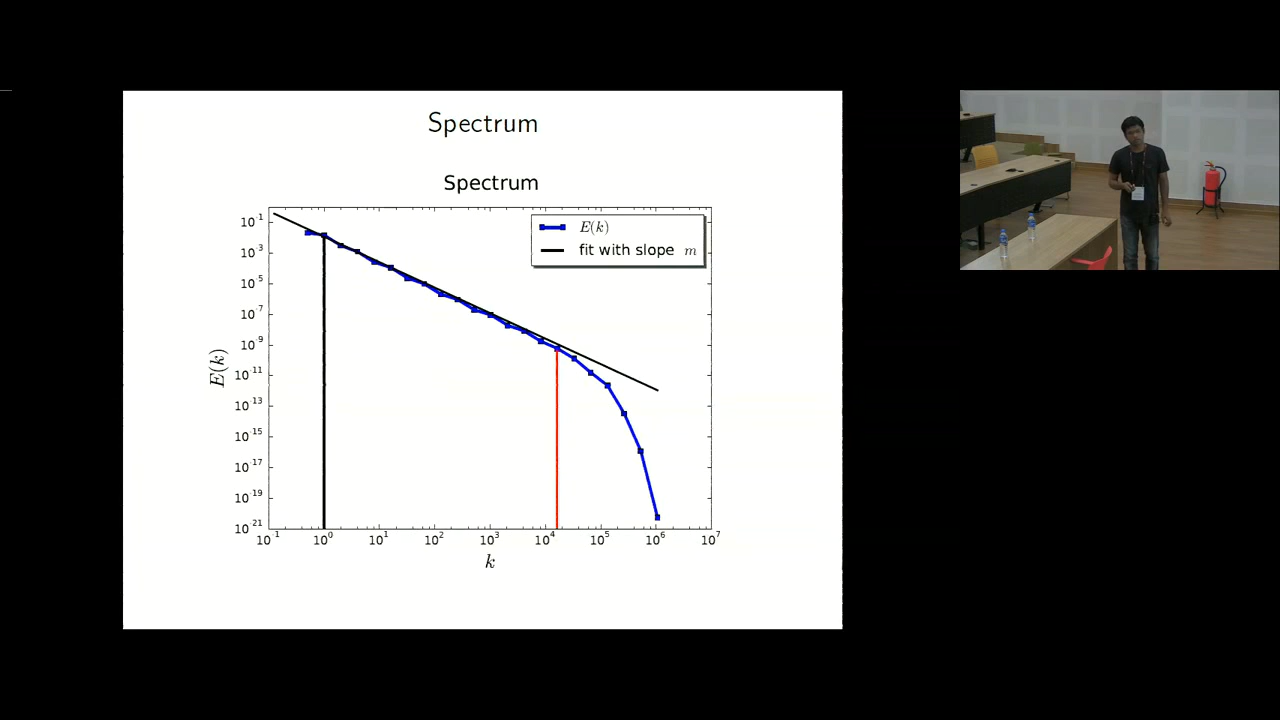 Spectrum
Spectrum
E(k)
fit with slope m
10^-1
10^-3
10^-5
10^-7
10^-9
10^-11
10^-13
10^-15
10^-17
10^-19
10^-21
E(k)
10^-1 10^0 10^1 10^2 10^3 10^4 10^5 10^6 10^7
k